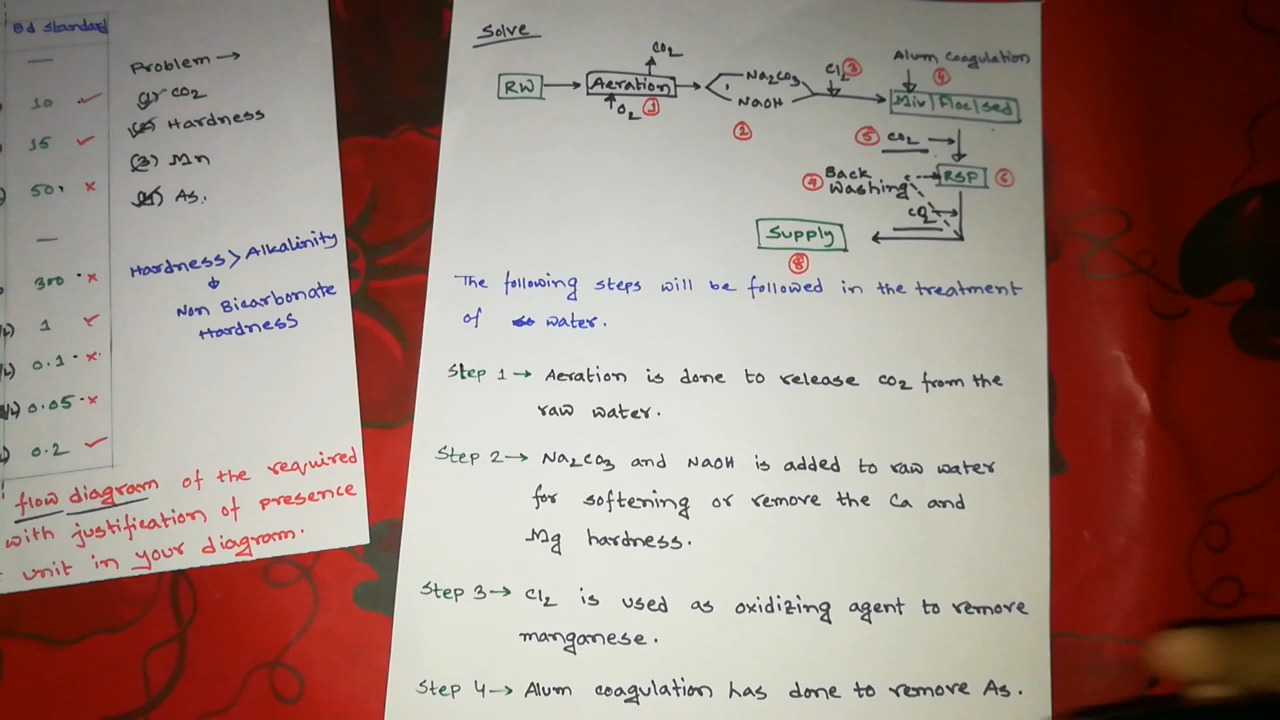 Bd Standard
10 ✓
15 ✓
50. ×
300 · ×
1 ✓
0.1 · ×
0.05 · ×
0.2 ✓
Problem →
(1) CO2
(2) Hardness
(3) Mn
(4) As.
Hardness > Alkalinity
↓
Non Bicarbonate
Hardness
flow diagram of the required
with justification of presence
unit in your diagram.
Solve
RW → Aeration → Na2CO3
CO2
O2 1
NaOH
2
Cl2 3
Alum Coagulation
4
Mix|Floc|Sed
5 CO2 →
7 Back
Washing
RSF 6
CO2 →
Supply
8
The following steps will be followed in the treatment
of water.
Step 1 → Aeration is done to release CO2 from the
raw water.
Step 2 → Na2CO3 and NaOH is added to raw water
for softening or remove the Ca and
Mg hardness.
Step 3 → Cl2 is used as oxidizing agent to remove
manganese.
Step 4 → Alum coagulation has done to remove As.